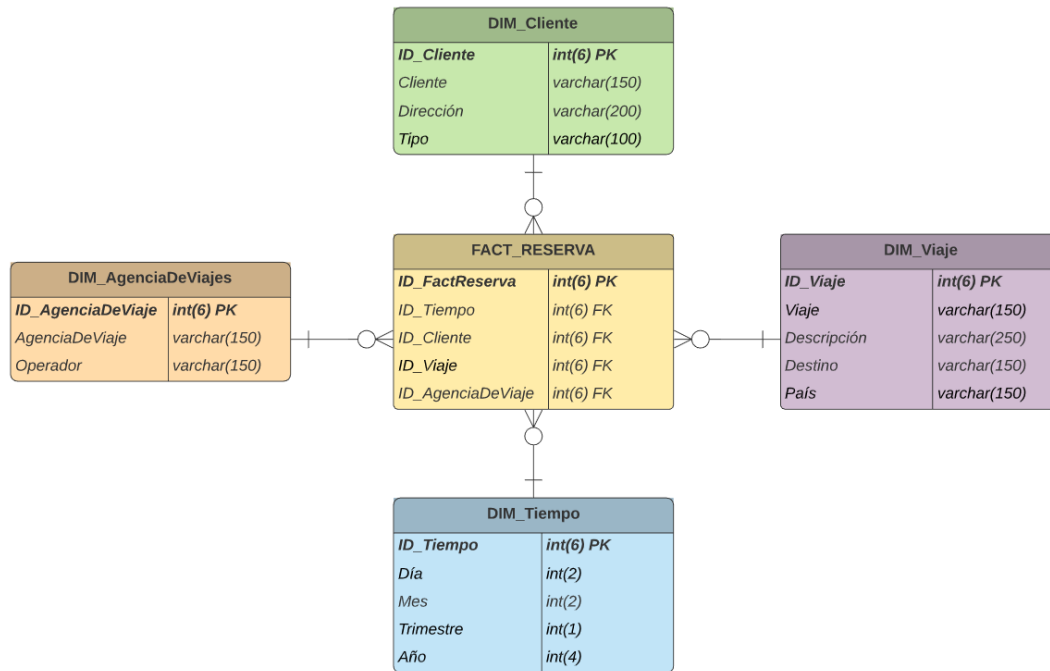 DIM_Cliente
ID_Cliente int(6) PK
Cliente varchar(150)
Dirección varchar(200)
Tipo varchar(100)
DIM_AgenciaDeViajes
ID_AgenciaDeViaje int(6) PK
AgenciaDeViaje varchar(150)
Operador varchar(150)
FACT_RESERVA
ID_FactReserva int(6) PK
ID_Tiempo int(6) FK
ID_Cliente int(6) FK
ID_Viaje int(6) FK
ID_AgenciaDeViaje int(6) FK
DIM_Viaje
ID_Viaje int(6) PK
Viaje varchar(150)
Descripción varchar(250)
Destino varchar(150)
País varchar(150)
DIM_Tiempo
ID_Tiempo int(6) PK
Día int(2)
Mes int(2)
Trimestre int(1)
Año int(4)